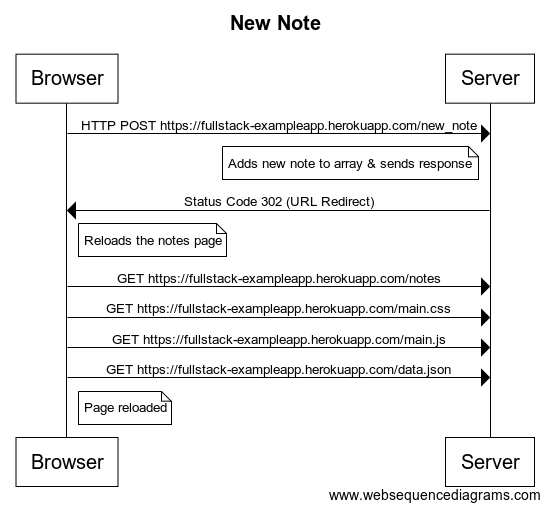 New Note
Browser
Server
HTTP POST https://fullstack-exampleapp.herokuapp.com/new_note
Adds new note to array & sends response
Status Code 302 (URL Redirect)
Reloads the notes page
GET https://fullstack-exampleapp.herokuapp.com/notes
GET https://fullstack-exampleapp.herokuapp.com/main.css
GET https://fullstack-exampleapp.herokuapp.com/main.js
GET https://fullstack-exampleapp.herokuapp.com/data.json
Page reloaded
Browser
Server
www.websequencediagrams.com